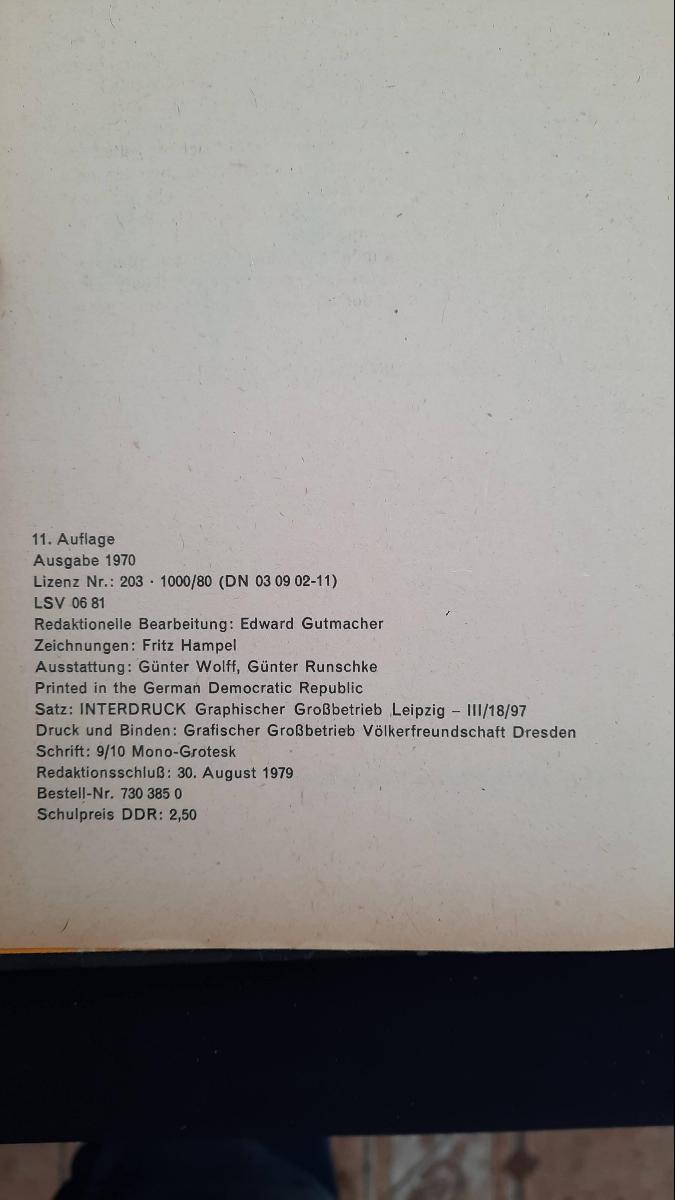 11. Auflage
Ausgabe 1970
Lizenz Nr.: 203 · 1000/80 (DN 03 09 02-11)
LSV 06 81
Redaktionelle Bearbeitung: Edward Gutmacher
Zeichnungen: Fritz Hampel
Ausstattung: Günter Wolff, Günter Runschke
Printed in the German Democratic Republic
Satz: INTERDRUCK Graphischer Großbetrieb Leipzig – III/18/97
Druck und Binden: Grafischer Großbetrieb Völkerfreundschaft Dresden
Schrift: 9/10 Mono-Grotesk
Redaktionsschluß: 30. August 1979
Bestell-Nr. 730 385 0
Schulpreis DDR: 2,50